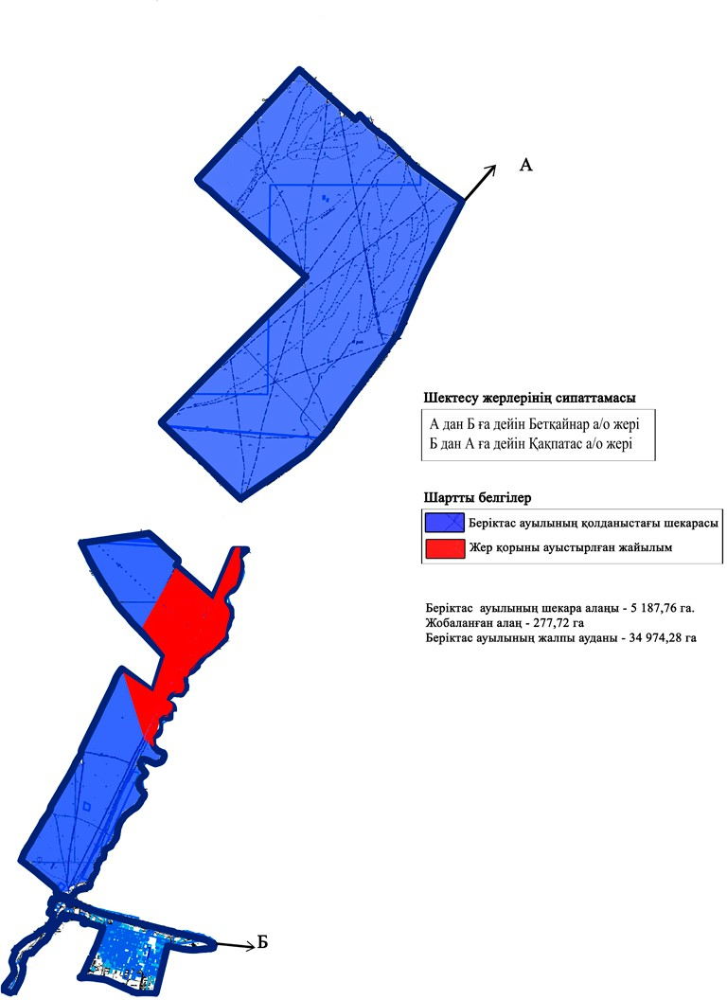 А
Шектесу жерлерінің сипаттамасы
А дан Б ға дейін Бетқайнар а/о жері
Б дан А ға дейін Қақпатас а/о жері
Шартты белгілер
Беріктас ауылының қолданыстағы шекарасы
Жер қорыны ауыстырлған жайылым
Беріктас ауылының шекара алаңы - 5 187,76 га.
Жобаланған алаң - 277,72 га
Беріктас ауылының жалпы ауданы - 34 974,28 га
Б